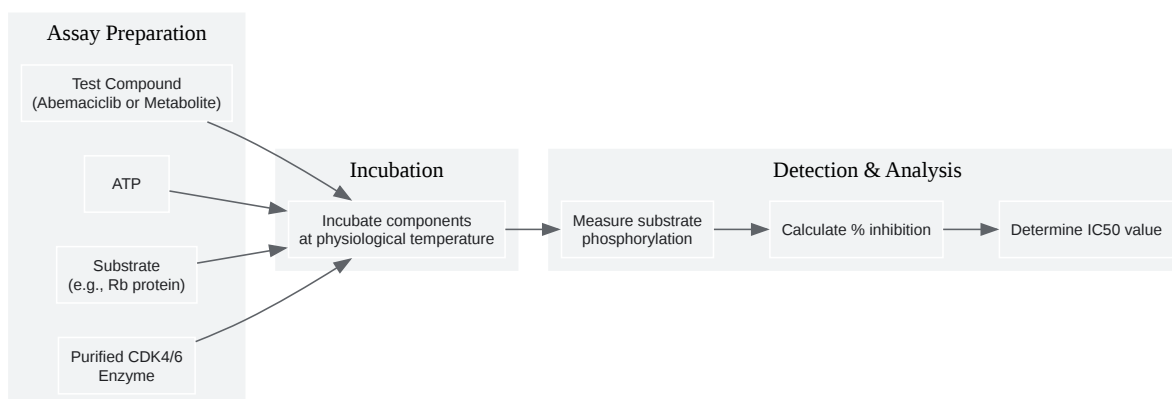 Assay Preparation
Test Compound
(Abemaciclib or Metabolite)
ATP
Substrate
(e.g., Rb protein)
Purified CDK4/6
Enzyme
Incubation
Incubate components
at physiological temperature
Detection & Analysis
Measure substrate
phosphorylation
Calculate % inhibition
Determine IC50 value